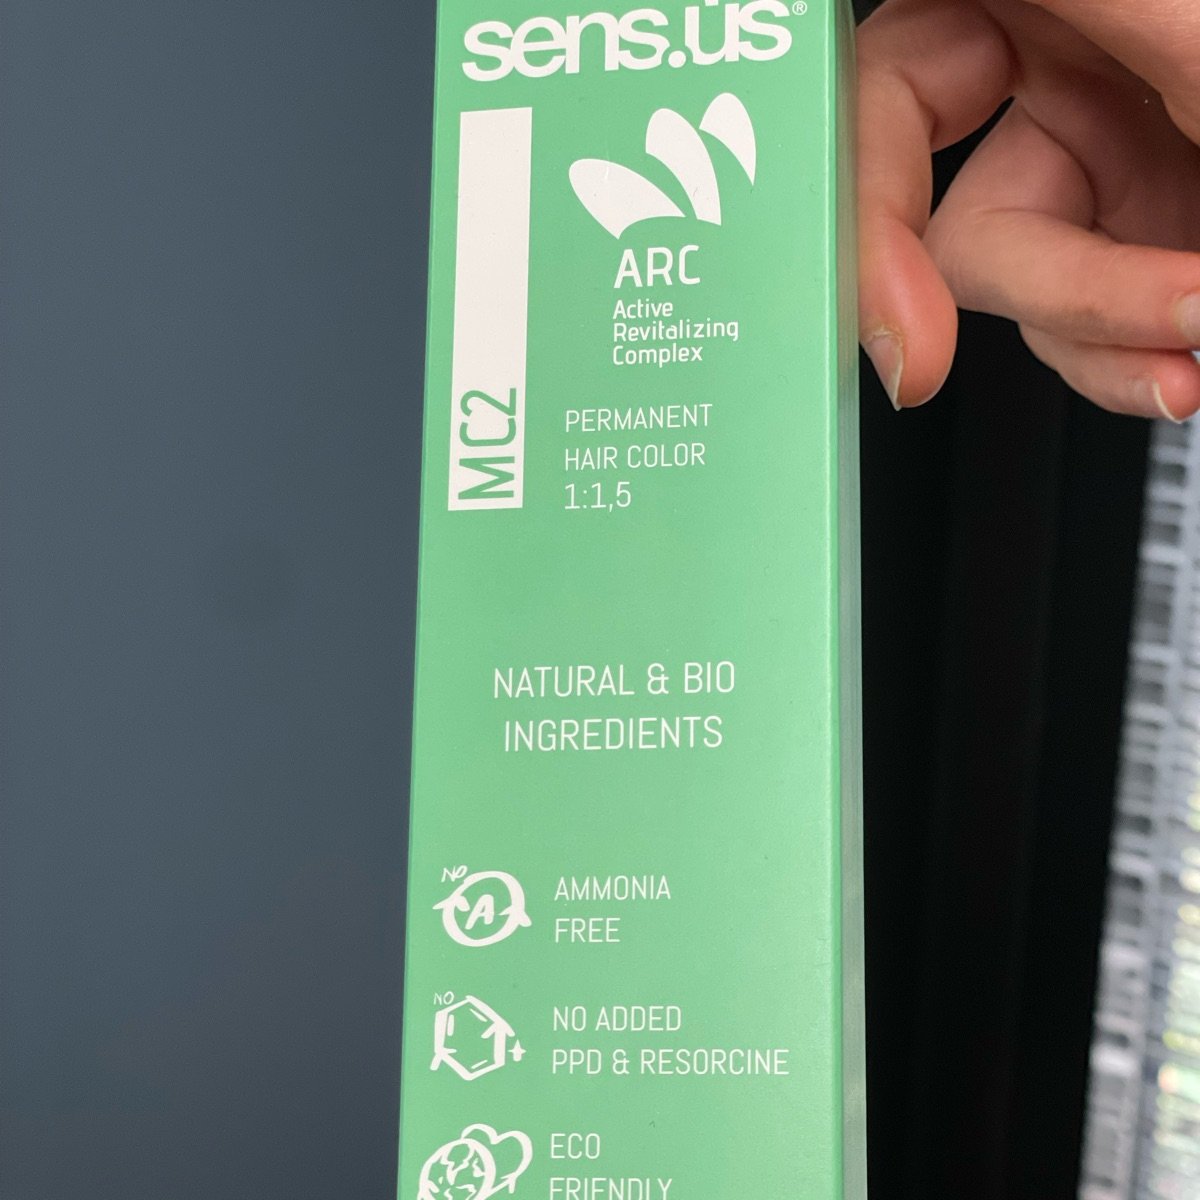 sens.ùs®
MC2
ARC
Active
Revitalizing
Complex
PERMANENT
HAIR COLOR
1:1,5
NATURAL & BIO
INGREDIENTS
NO
A
AMMONIA
FREE
NO
NO ADDED
PPD & RESORCINE
ECO
FRIENDLY